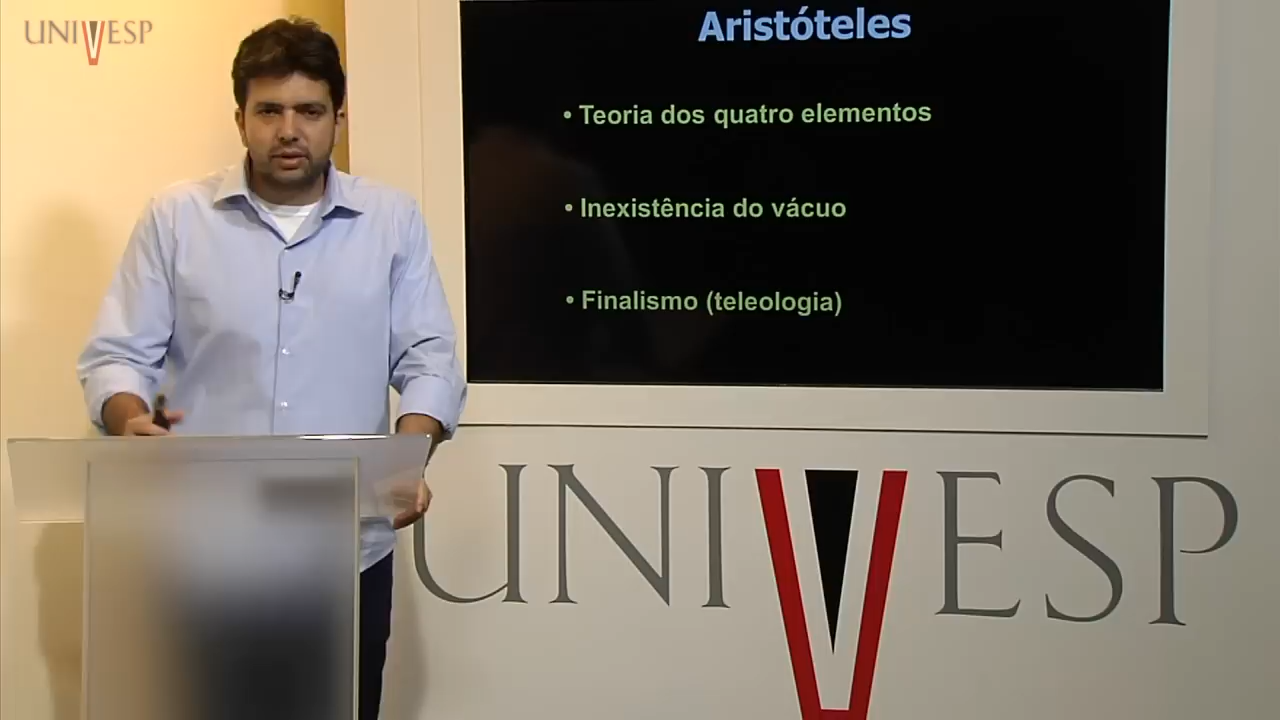 UNIVESP
Aristóteles
• Teoria dos quatro elementos
• Inexistência do vácuo
• Finalismo (teleologia)
UNIVESP